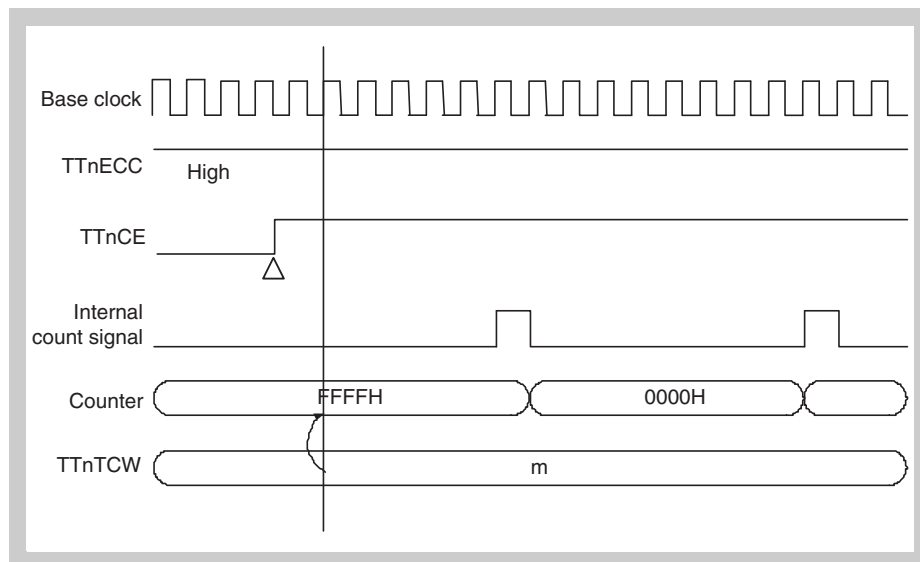 Base clock
TTnECC
High
TTnCE
Internal
count signal
Counter
FFFFH
0000H
TTnTCW
m